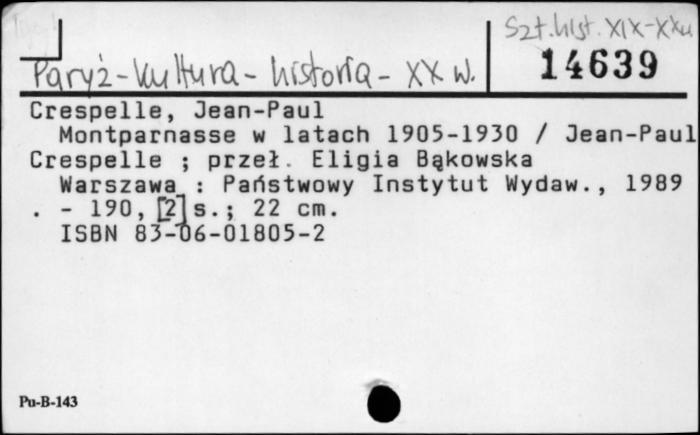 Szt. hist. XIX-XXw.
Paryż - kultura - historia - XX w.
14639
Crespelle, Jean-Paul
Montparnasse w latach 1905-1930 / Jean-Paul
Crespelle ; przeł. Eligia Bąkowska
Warszawa : Państwowy Instytut Wydaw., 1989
. - 190, [2] s.; 22 cm.
ISBN 83-06-01805-2
Pu-B-143